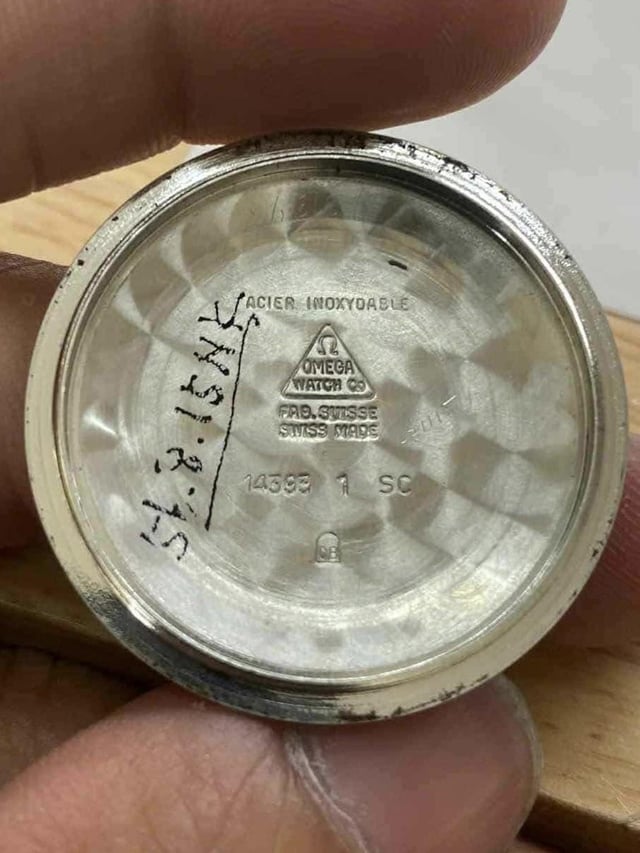 ACIER INOXYDABLE
Ω
OMEGA
WATCH Co
FAB. SUISSE
SWISS MADE
14393 1 SC